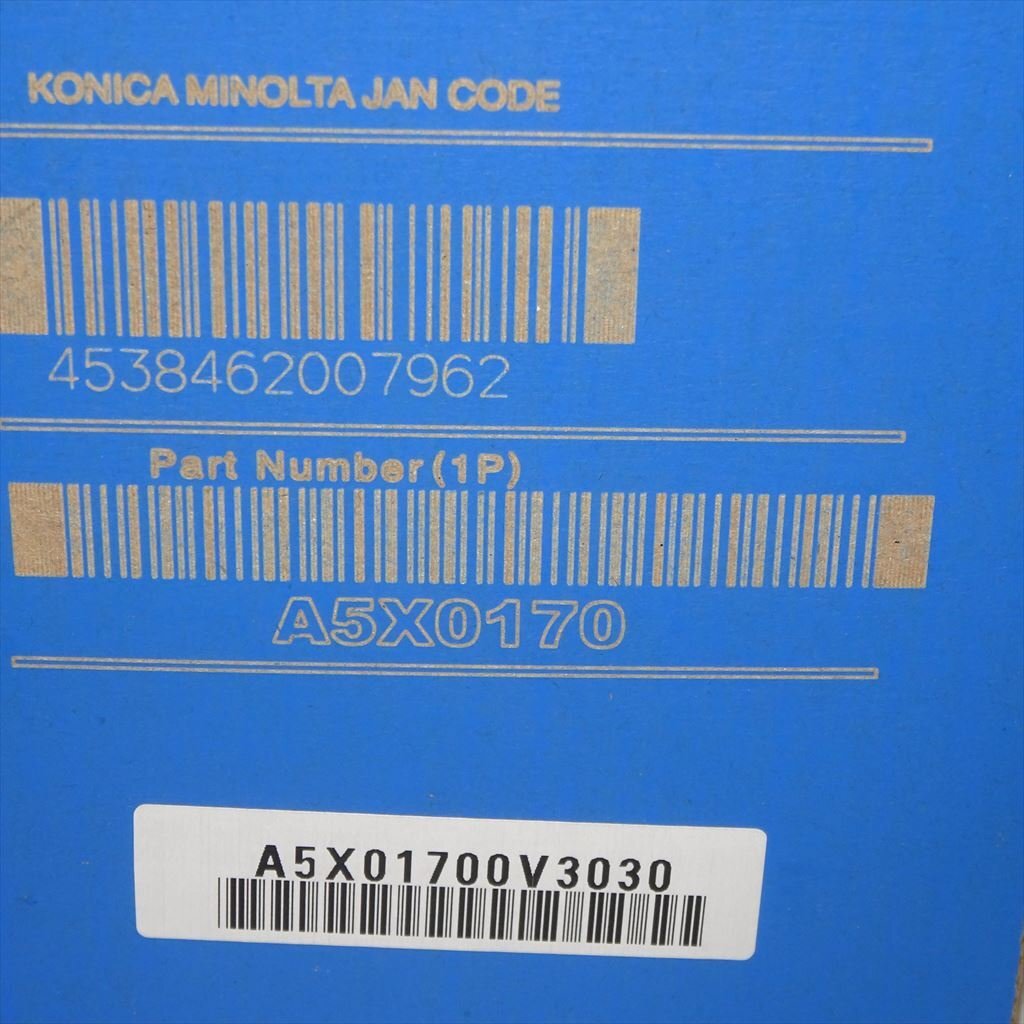 KONICA MINOLTA JAN CODE
4538462007962
Part Number(1P)
A5X0170
A5X01700V3030